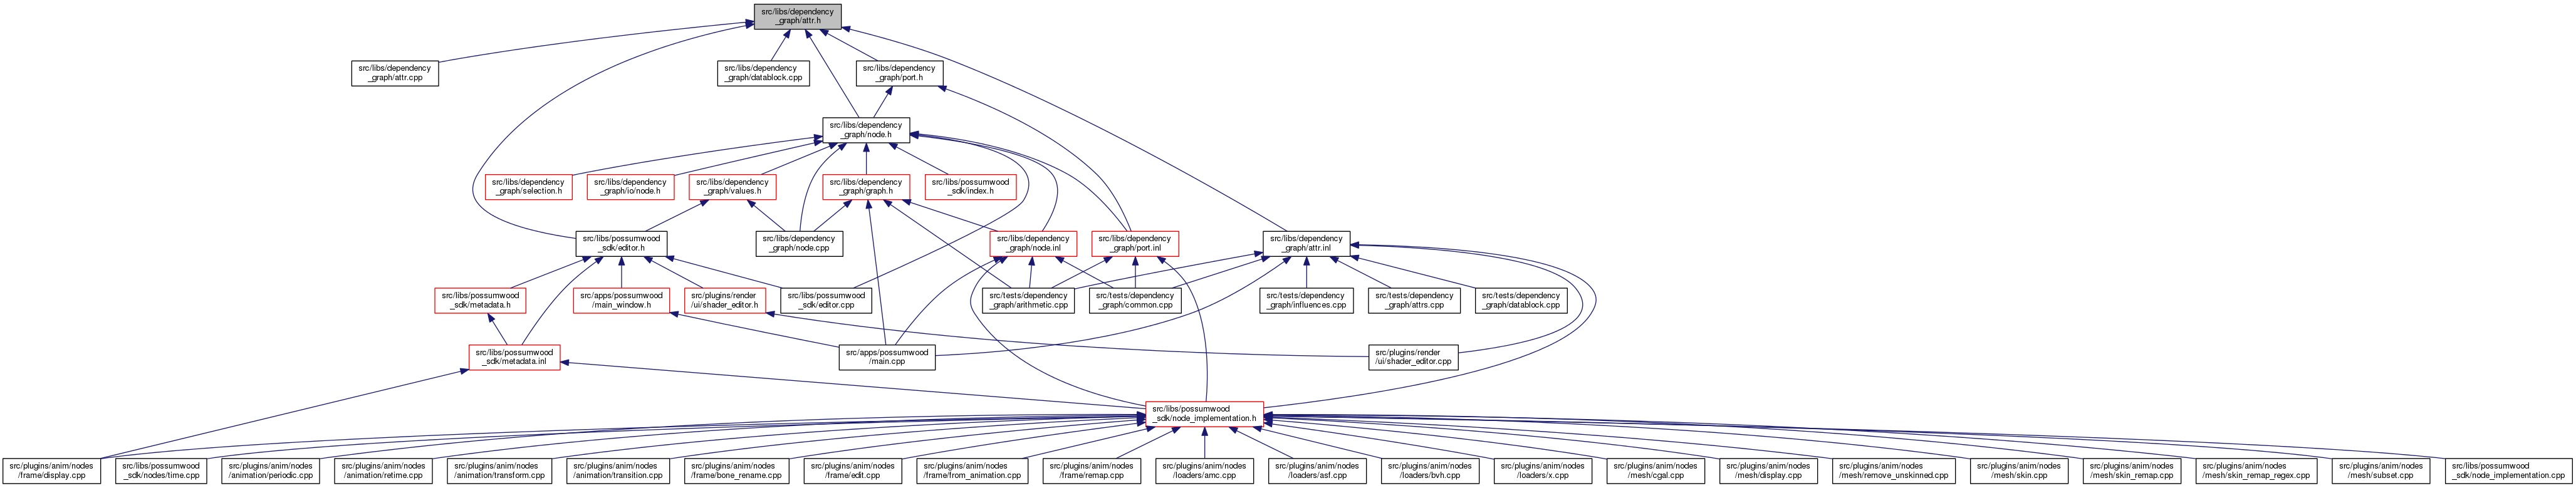 src/libs/dependency
_graph/attr.h
src/libs/dependency
_graph/attr.cpp
src/libs/dependency
_graph/datablock.cpp
src/libs/dependency
_graph/port.h
src/libs/dependency
_graph/node.h
src/libs/dependency
_graph/selection.h
src/libs/dependency
_graph/io/node.h
src/libs/dependency
_graph/values.h
src/libs/dependency
_graph/graph.h
src/libs/possumwood
_sdk/index.h
src/libs/possumwood
_sdk/editor.h
src/libs/dependency
_graph/node.cpp
src/libs/dependency
_graph/node.inl
src/libs/dependency
_graph/port.inl
src/libs/dependency
_graph/attr.inl
src/libs/possumwood
_sdk/metadata.h
src/apps/possumwood
/main_window.h
src/plugins/render
/ui/shader_editor.h
src/libs/possumwood
_sdk/editor.cpp
src/tests/dependency
_graph/arithmetic.cpp
src/tests/dependency
_graph/common.cpp
src/tests/dependency
_graph/influences.cpp
src/tests/dependency
_graph/attrs.cpp
src/tests/dependency
_graph/datablock.cpp
src/libs/possumwood
_sdk/metadata.inl
src/apps/possumwood
/main.cpp
src/plugins/render
/ui/shader_editor.cpp
src/libs/possumwood
_sdk/node_implementation.h
src/plugins/anim/nodes
/frame/display.cpp
src/libs/possumwood
_sdk/nodes/time.cpp
src/plugins/anim/nodes
/animation/periodic.cpp
src/plugins/anim/nodes
/animation/retime.cpp
src/plugins/anim/nodes
/animation/transform.cpp
src/plugins/anim/nodes
/animation/transition.cpp
src/plugins/anim/nodes
/frame/bone_rename.cpp
src/plugins/anim/nodes
/frame/edit.cpp
src/plugins/anim/nodes
/frame/from_animation.cpp
src/plugins/anim/nodes
/frame/remap.cpp
src/plugins/anim/nodes
/loaders/amc.cpp
src/plugins/anim/nodes
/loaders/asf.cpp
src/plugins/anim/nodes
/loaders/bvh.cpp
src/plugins/anim/nodes
/loaders/x.cpp
src/plugins/anim/nodes
/mesh/cgal.cpp
src/plugins/anim/nodes
/mesh/display.cpp
src/plugins/anim/nodes
/mesh/remove_unskinned.cpp
src/plugins/anim/nodes
/mesh/skin.cpp
src/plugins/anim/nodes
/mesh/skin_remap.cpp
src/plugins/anim/nodes
/mesh/skin_remap_regex.cpp
src/plugins/anim/nodes
/mesh/subset.cpp
src/libs/possumwood
_sdk/node_implementation.cpp